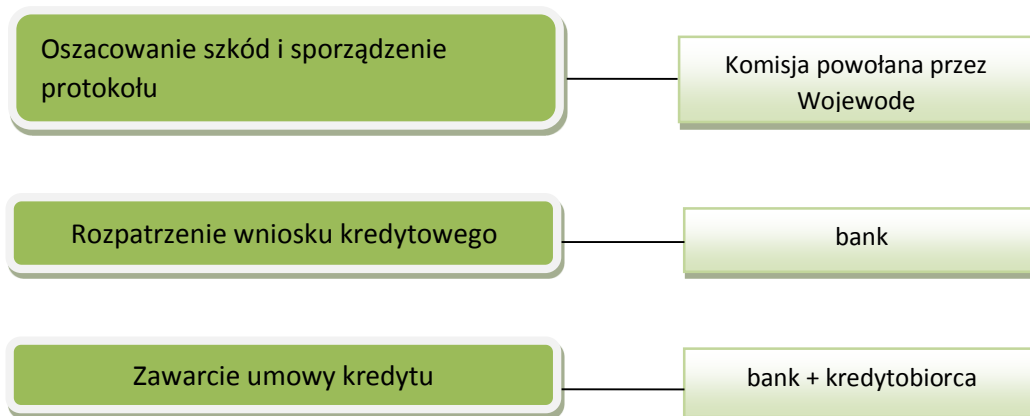 Oszacowanie szkód i sporządzenie
protokołu
Komisja powołana przez
Wojewodę
Rozpatrzenie wniosku kredytowego
bank
Zawarcie umowy kredytu
bank + kredytobiorca